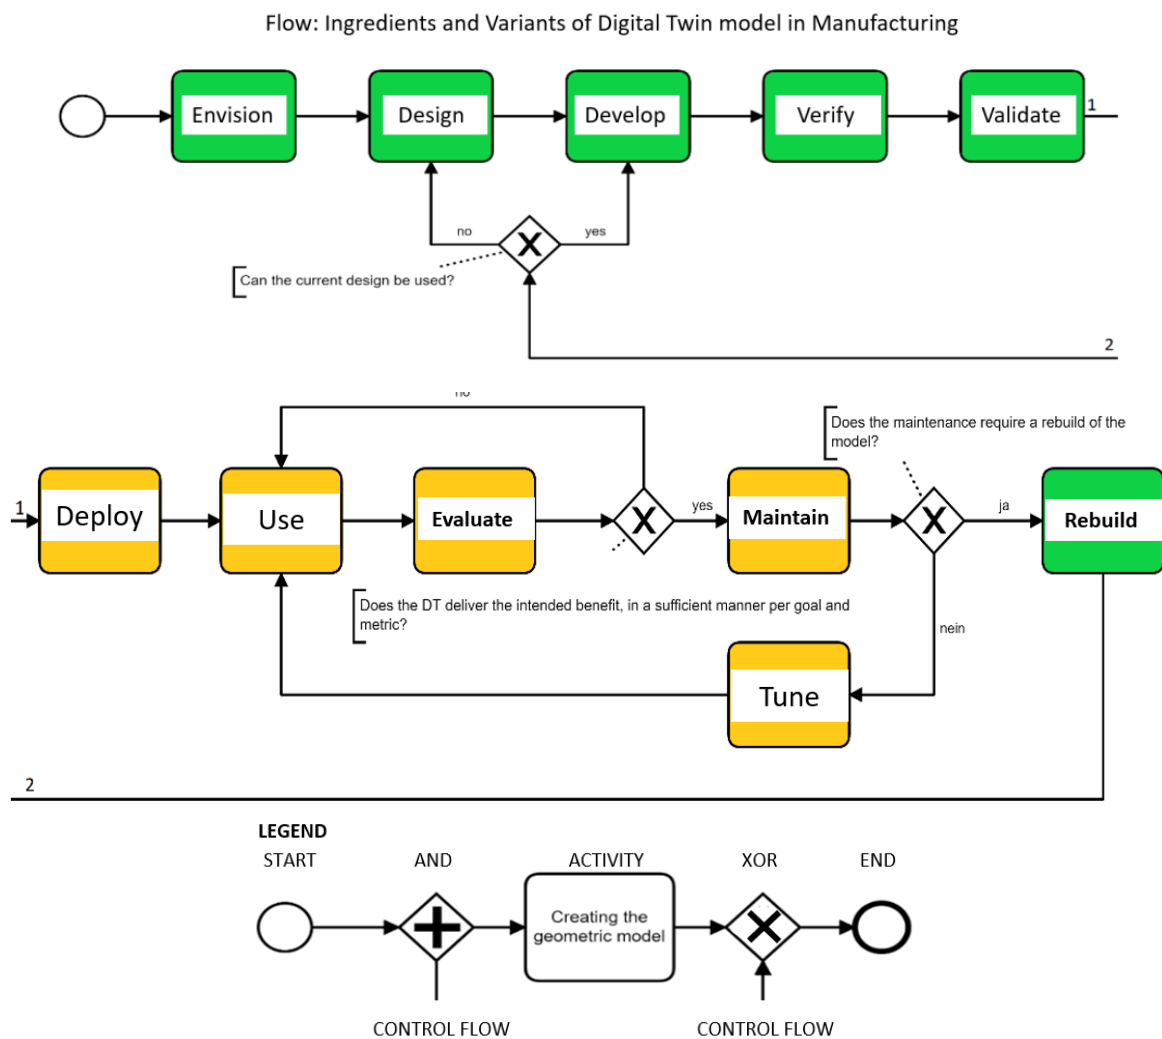 Flow: Ingredients and Variants of Digital Twin model in Manufacturing
Envision
Design
Develop
Verify
Validate
1
no
X
yes
Can the current design be used?
2
no
Does the maintenance require a rebuild of the
model?
1
Deploy
Use
Evaluate
X
yes
Maintain
X
ja
Rebuild
Does the DT deliver the intended benefit, in a sufficient manner per goal and
metric?
nein
Tune
2
LEGEND
START
AND
ACTIVITY
XOR
END
Creating the
geometric model
CONTROL FLOW
CONTROL FLOW